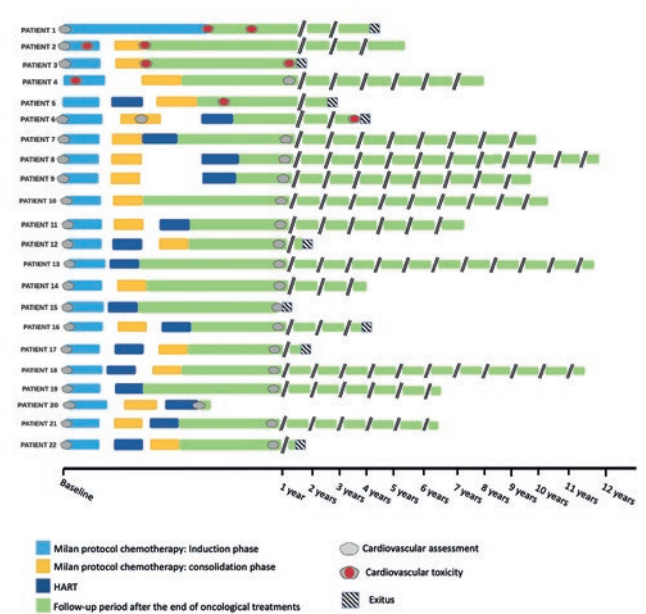 PATIENT 1
PATIENT 2
PATIENT 3
PATIENT 4
PATIENT 5
PATIENT 6
PATIENT 7
PATIENT 8
PATIENT 9
PATIENT 10
PATIENT 11
PATIENT 12
PATIENT 13
PATIENT 14
PATIENT 15
PATIENT 16
PATIENT 17
PATIENT 18
PATIENT 19
PATIENT 20
PATIENT 21
PATIENT 22
Baseline 1 year 2 years 3 years 4 years 5 years 6 years 7 years 8 years 9 years 10 years 11 years 12 years
Milan protocol chemotherapy: Induction phase
Milan protocol chemotherapy: consolidation phase
HART
Follow-up period after the end of oncological treatments
Cardiovascular assessment
Cardiovascular toxicity
Exitus